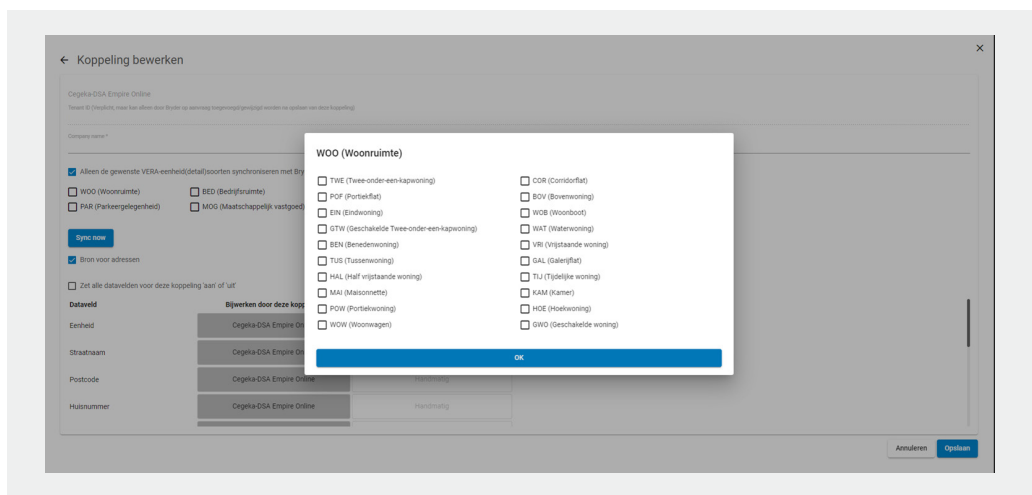 ← Koppeling bewerken
×
Cegeka-DSA Empire Online
Company name *
Alleen de gewenste VERA-eenheid(detail)soorten synchroniseren met Bry
WOO (Woonruimte)
BED (Bedrijfsruimte)
PAR (Parkeergelegenheid)
MOG (Maatschappelijk vastgoed)
Sync now
Bron voor adressen
Zet alle datavelden voor deze koppeling 'aan' of 'uit'
Dataveld
Bijwerken door deze kopp
Eenheid
Cegeka-DSA Empire On
Straatnaam
Cegeka-DSA Empire On
Postcode
Cegeka-DSA Empire Online
Handmatig
Huisnummer
Cegeka-DSA Empire Online
Handmatig
WOO (Woonruimte)
TWE (Twee-onder-een-kapwoning)
COR (Corridorflat)
POF (Portiekflat)
BOV (Bovenwoning)
EIN (Eindwoning)
WOB (Woonboot)
GTW (Geschakelde Twee-onder-een-kapwoning)
WAT (Waterwoning)
BEN (Benedenwoning)
VRI (Vrijstaande woning)
TUS (Tussenwoning)
GAL (Galerijflat)
HAL (Half vrijstaande woning)
TIJ (Tijdelijke woning)
MAI (Maisonnette)
KAM (Kamer)
POW (Portiekwoning)
HOE (Hoekwoning)
WOW (Woonwagen)
GWO (Geschakelde woning)
OK
Annuleren
Opslaan